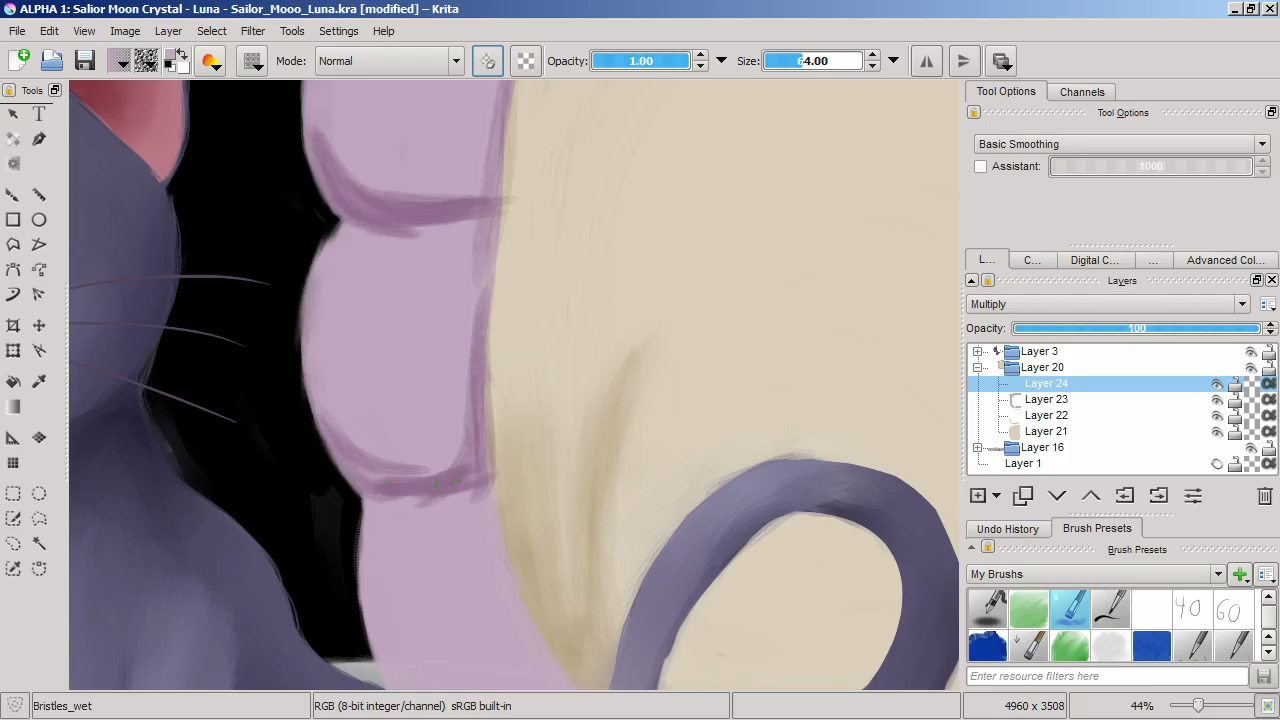 ALPHA 1: Salior Moon Crystal - Luna - Sailor_Mooo_Luna.kra [modified] – Krita
File Edit View Image Layer Select Filter Tools Settings Help
Mode: Normal Opacity: 1.00 Size: 64.00
Tools
Tool Options Channels
Tool Options
Basic Smoothing
Assistant: 1000
L... C... Digital C... ... Advanced Col...
Layers
Multiply
Opacity: 100
Layer 3
Layer 20
Layer 24
Layer 23
Layer 22
Layer 21
Layer 16
Layer 1
Undo History Brush Presets
Brush Presets
My Brushes
40 60
Enter resource filters here
Bristles_wet RGB (8-bit integer/channel) sRGB built-in 4960 x 3508 44%